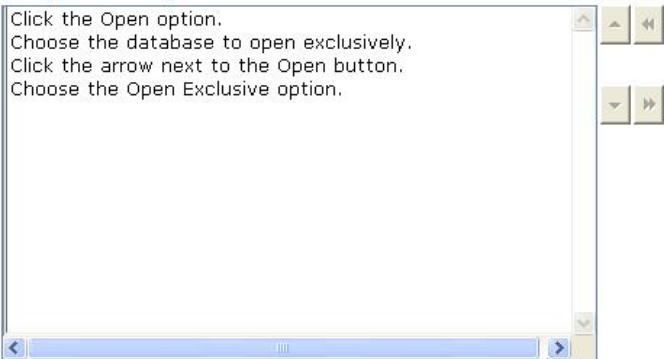 Click the Open option.
Choose the database to open exclusively.
Click the arrow next to the Open button.
Choose the Open Exclusive option.